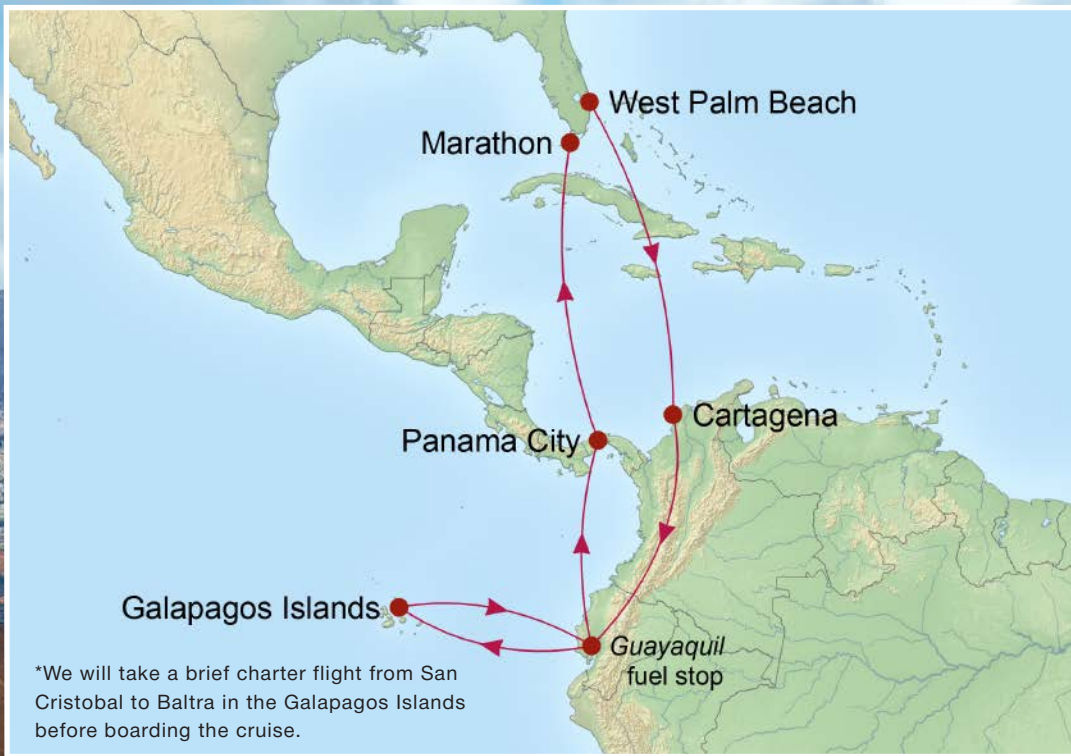 West Palm Beach
Marathon
Cartagena
Panama City
Galapagos Islands
Guayaquil
fuel stop
*We will take a brief charter flight from San
Cristobal to Baltra in the Galapagos Islands
before boarding the cruise.